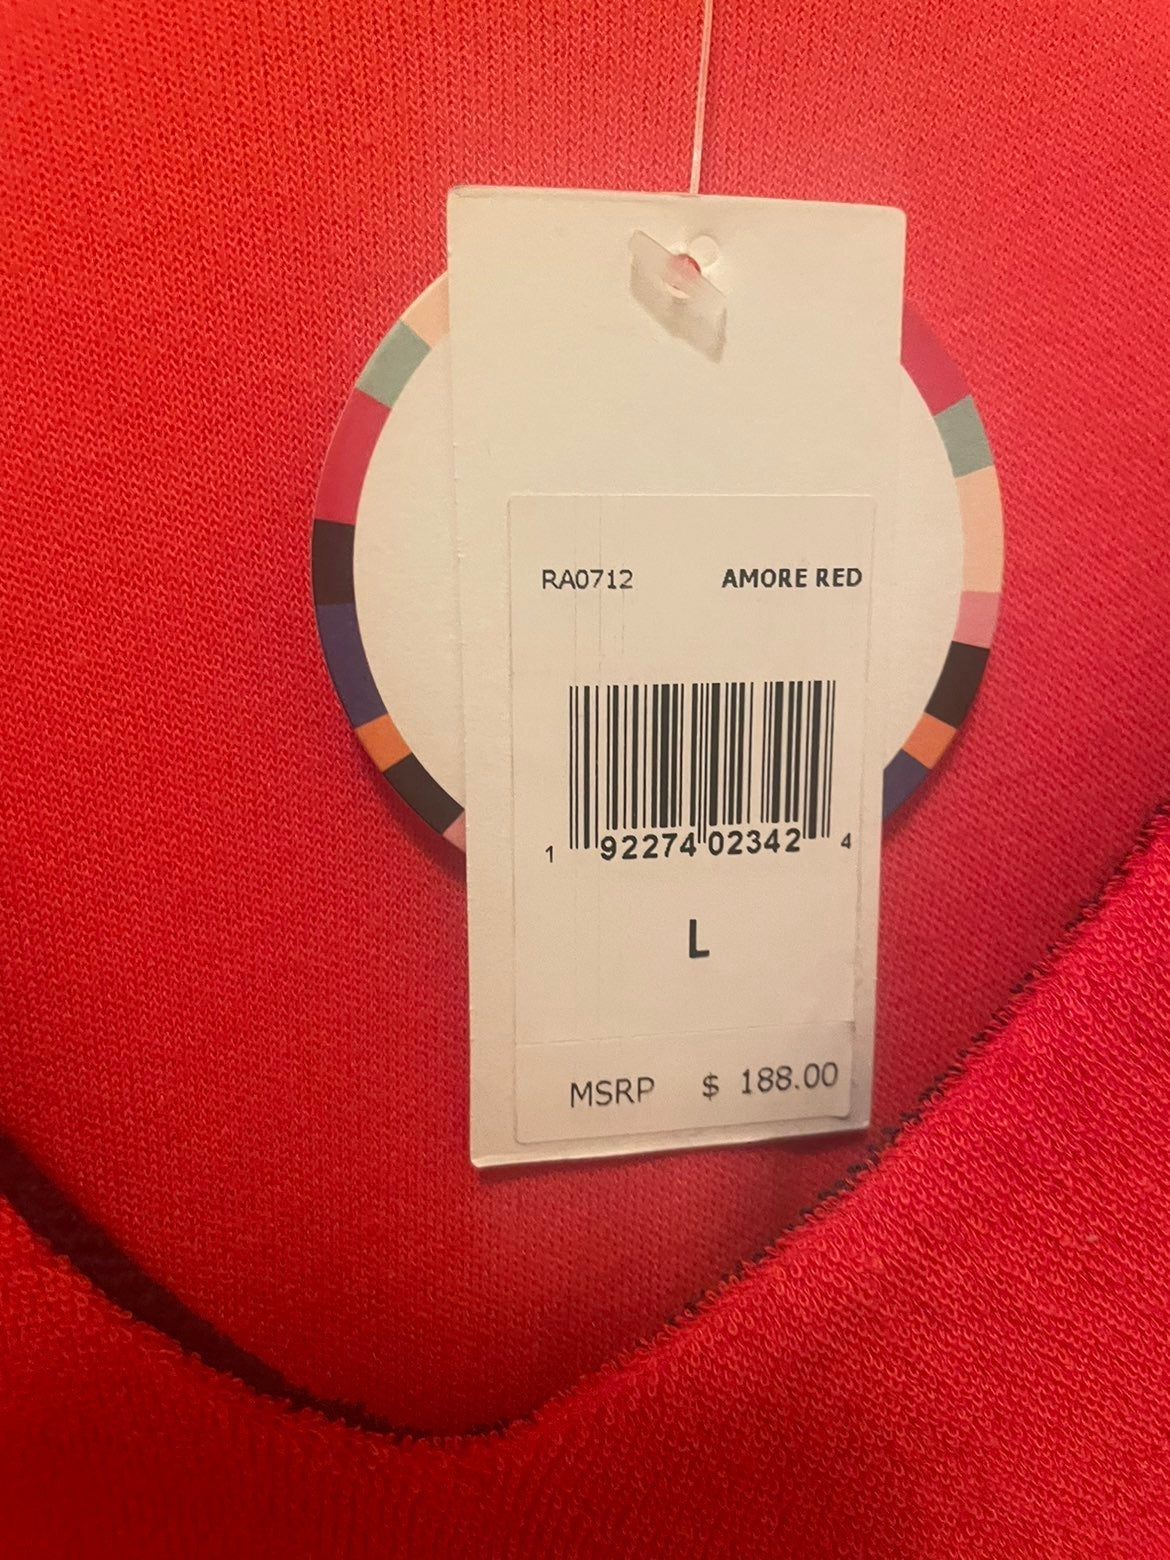 RA0712 AMORE RED
1 92274 02342 4
L
MSRP $ 188.00